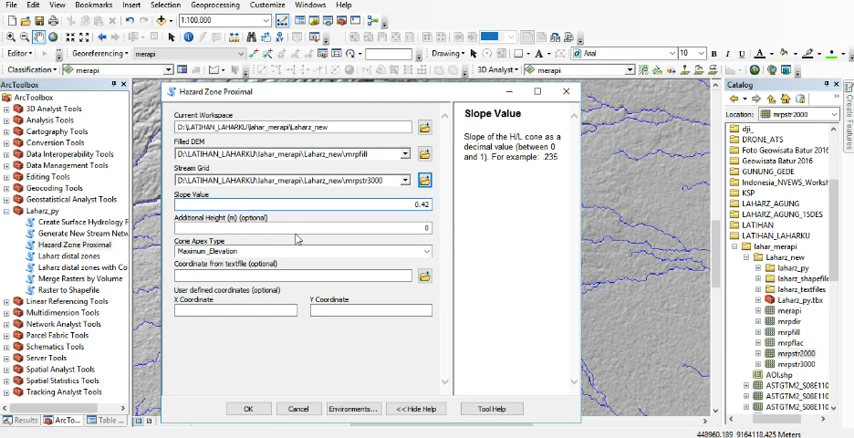 File Edit View Bookmarks Insert Selection Geoprocessing Customize Windows Help
1:100,000
Editor Georeferencing merapi Drawing Arial 10 B I U A
Classification merapi 3D Analyst merapi
ArcToolbox
ArcToolbox
3D Analyst Tools
Analysis Tools
Cartography Tools
Conversion Tools
Data Interoperability Tools
Data Management Tools
Editing Tools
Geocoding Tools
Geostatistical Analyst Tools
Laharz_py
Create Surface Hydrology
Generate New Stream Netw
Hazard Zone Proximal
Laharz distal zones
Laharz distal zones with Co
Merge Rasters by Volume
Raster to Shapefile
Linear Referencing Tools
Multidimension Tools
Network Analyst Tools
Parcel Fabric Tools
Schematics Tools
Server Tools
Spatial Analyst Tools
Spatial Statistics Tools
Tracking Analyst Tools
Results ArcTo... Table ...
Hazard Zone Proximal
Current Workspace
D:\LATIHAN_LAHARKU\lahar_merapi\Laharz_new
Filled DEM
D:\LATIHAN_LAHARKU\lahar_merapi\Laharz_new\mrpfill
Stream Grid
D:\LATIHAN_LAHARKU\lahar_merapi\Laharz_new\mrpstr3000
Slope Value
0.42
Additional Height (m) (optional)
0
Cone Apex Type
Maximum_Elevation
Coordinate from textfile (optional)
User defined coordinates (optional)
X Coordinate Y Coordinate
OK Cancel Environments... << Hide Help Tool Help
Slope Value
Slope of the H/L cone as a
decimal value (between 0
and 1). For example: .235
Catalog
Location: mrpstr2000
dji_
DRONE_ATS
Foto Geowisata Batur 2016
Geowisata Batur 2016
GUNUNG_GEDE
Indonesia_NVEWS_Worksh
KSP
LAHARZ_AGUNG
LAHARZ_AGUNG_15DES
LATIHAN
LATIHAN_LAHARKU
lahar_merapi
Laharz_new
laharz_py
laharz_shapefile
laharz_textfiles
Laharz_py.tbx
merapi
mrpdir
mrpfill
mrpflac
mrpstr2000
mrpstr3000
AOI.shp
ASTGTM2_S08E110
ASTGTM2_S08E110
ASTGTM2_S08E110
Create Features
448960.189 9164118.425 Meters